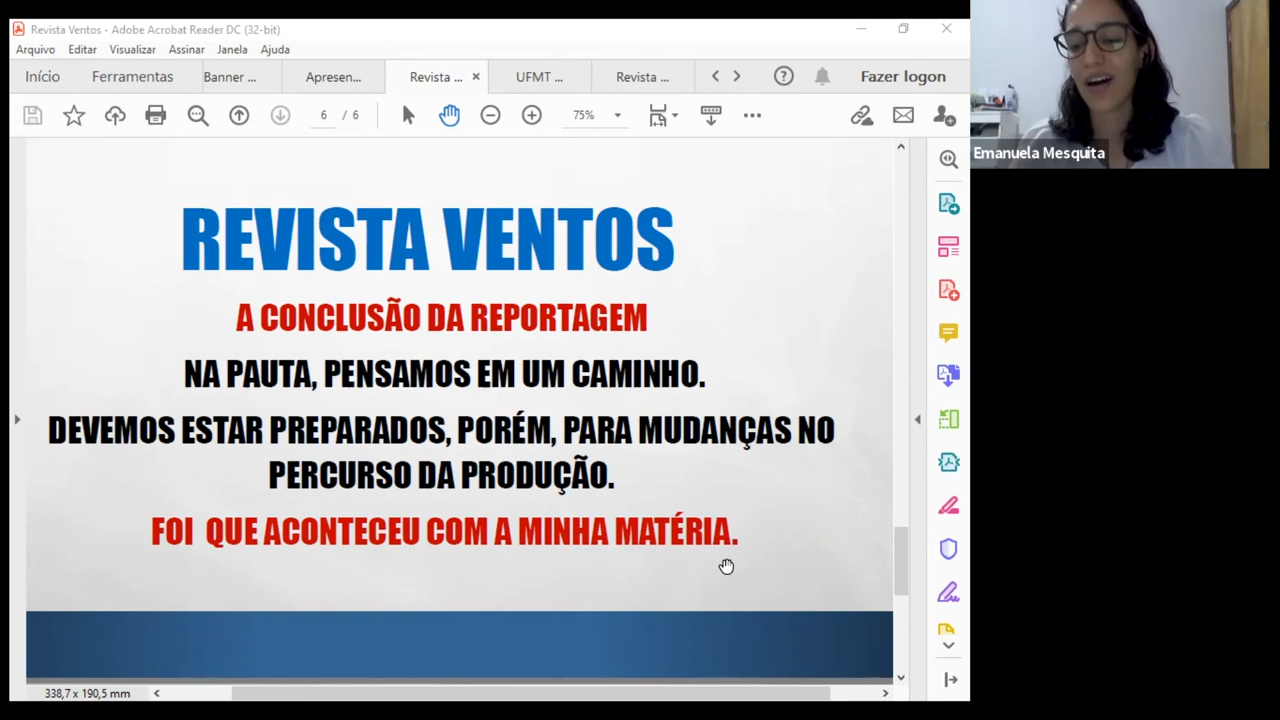 Revista Ventos - Adobe Acrobat Reader DC (32-bit)
Arquivo Editar Visualizar Assinar Janela Ajuda
Início Ferramentas Banner ... Apresen... Revista ... UFMT ... Revista ... Fazer logon
6 / 6 75%
Emanuela Mesquita
REVISTA VENTOS
A CONCLUSÃO DA REPORTAGEM
NA PAUTA, PENSAMOS EM UM CAMINHO.
DEVEMOS ESTAR PREPARADOS, PORÉM, PARA MUDANÇAS NO
PERCURSO DA PRODUÇÃO.
FOI QUE ACONTECEU COM A MINHA MATÉRIA.
338,7 x 190,5 mm